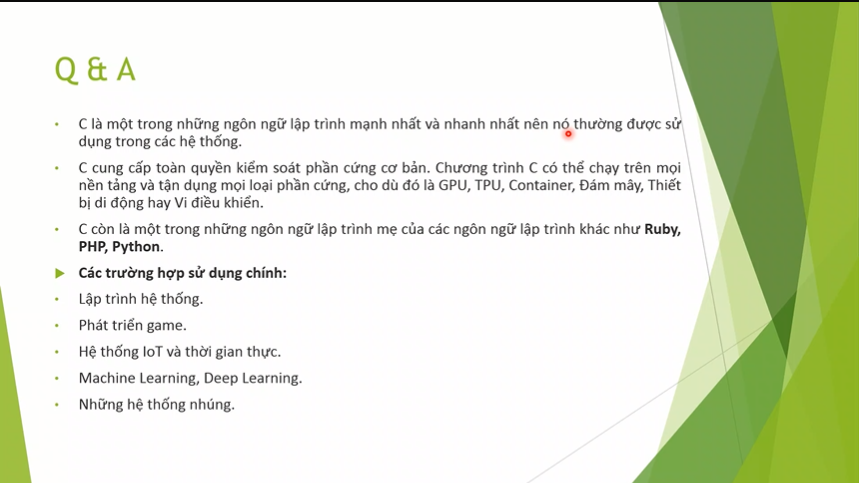 Q & A
• C là một trong những ngôn ngữ lập trình mạnh nhất và nhanh nhất nên nó thường được sử
dụng trong các hệ thống.
• C cung cấp toàn quyền kiểm soát phần cứng cơ bản. Chương trình C có thể chạy trên mọi
nền tảng và tận dụng mọi loại phần cứng, cho dù đó là GPU, TPU, Container, Đám mây, Thiết
bị di động hay Vi điều khiển.
• C còn là một trong những ngôn ngữ lập trình mẹ của các ngôn ngữ lập trình khác như Ruby,
PHP, Python.
Các trường hợp sử dụng chính:
• Lập trình hệ thống.
• Phát triển game.
• Hệ thống IoT và thời gian thực.
• Machine Learning, Deep Learning.
• Những hệ thống nhúng.